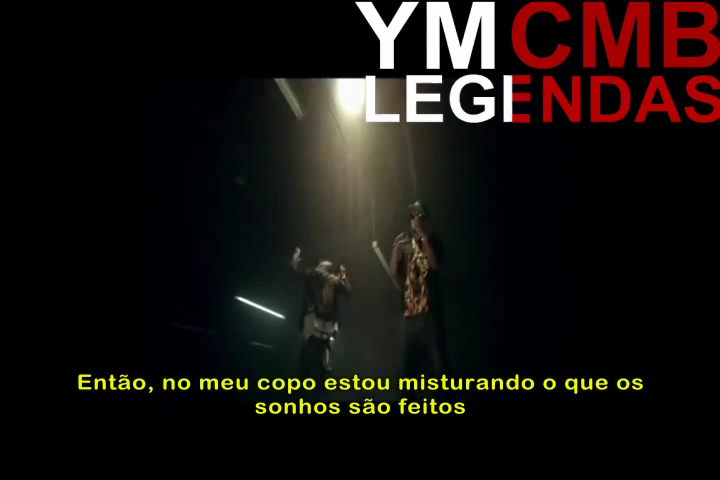 YMCMB
LEGENDAS
Então, no meu copo estou misturando o que os
sonhos são feitos